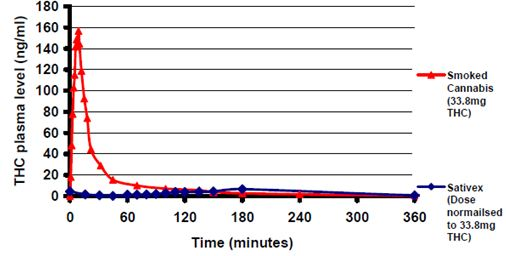 THC plasma level (ng/ml)
180
160
140
120
100
80
60
40
20
0
0 60 120 180 240 300 360
Time (minutes)
Smoked
Cannabis
(33.8mg
THC)
Sativex
(Dose
normailsed
to 33.8mg
THC)